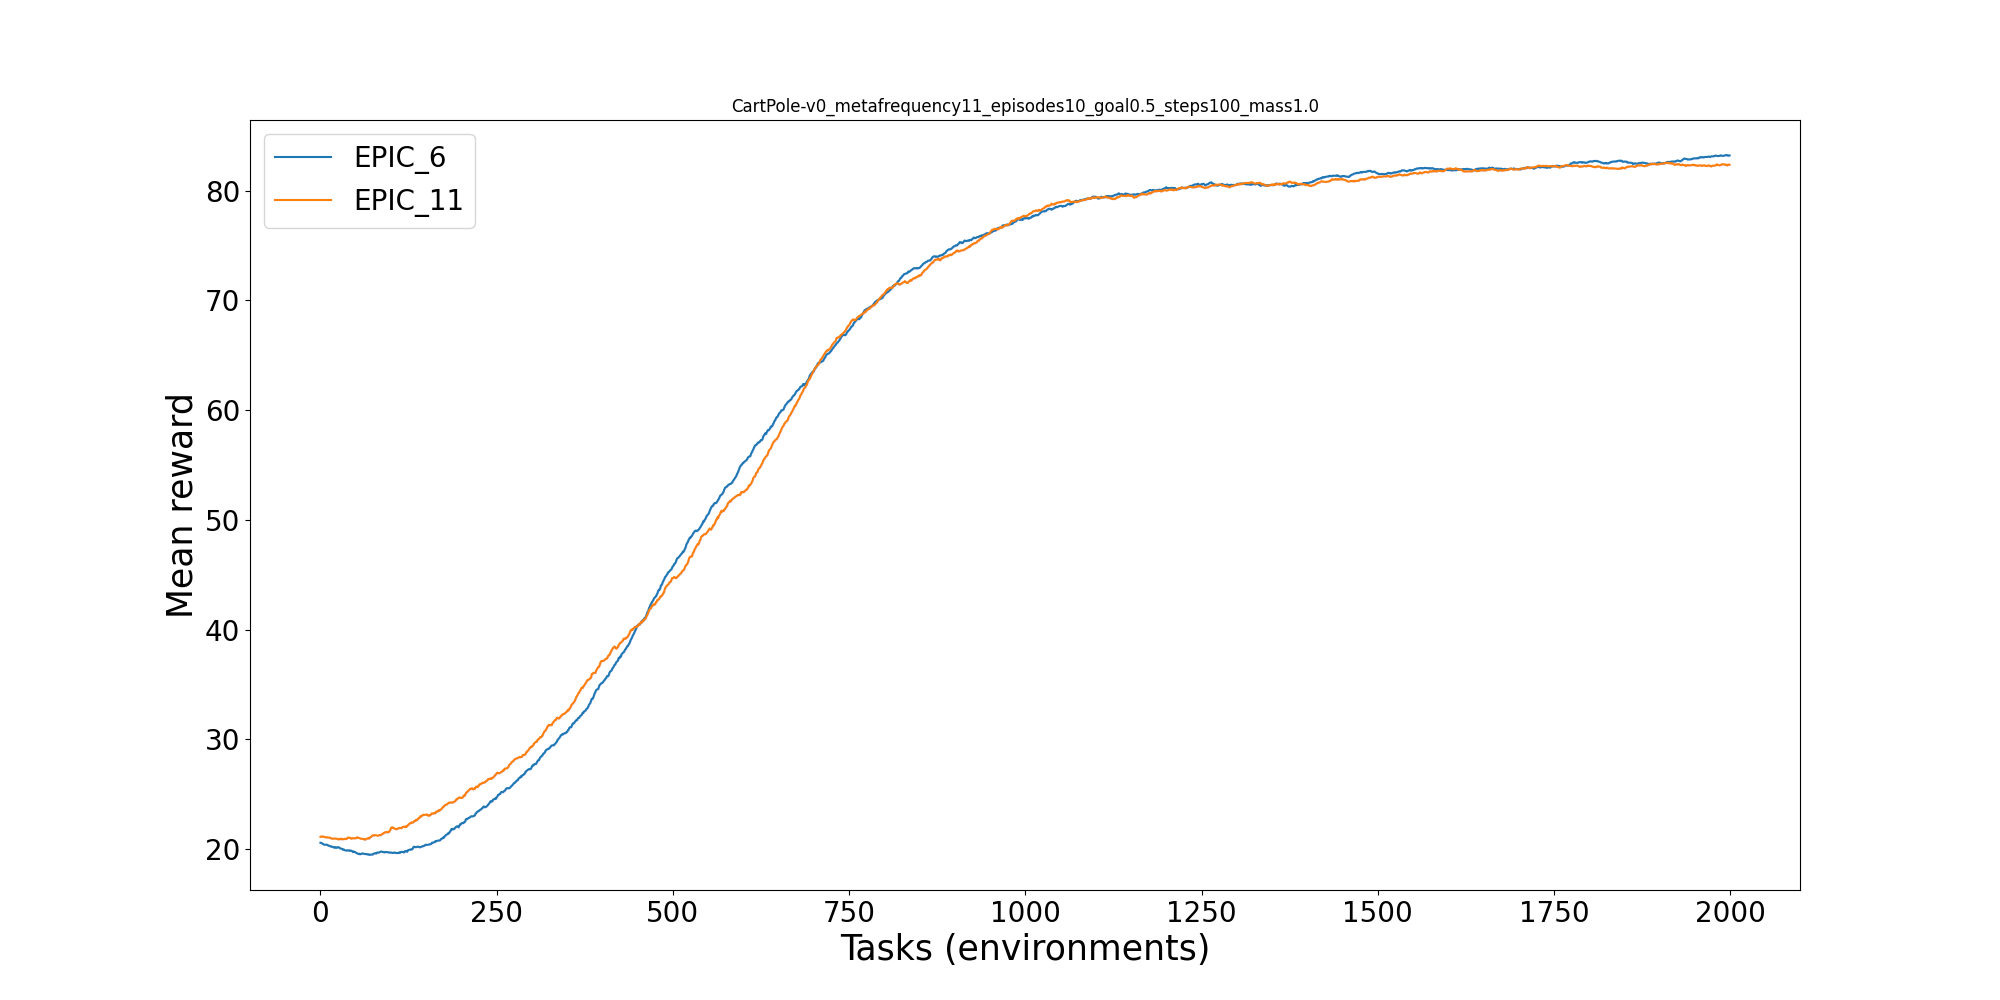 CartPole-v0_metafrequency11_episodes10_goal0.5_steps100_mass1.0
EPIC_6
EPIC_11
Mean reward
80
70
60
50
40
30
20
0 250 500 750 1000 1250 1500 1750 2000
Tasks (environments)